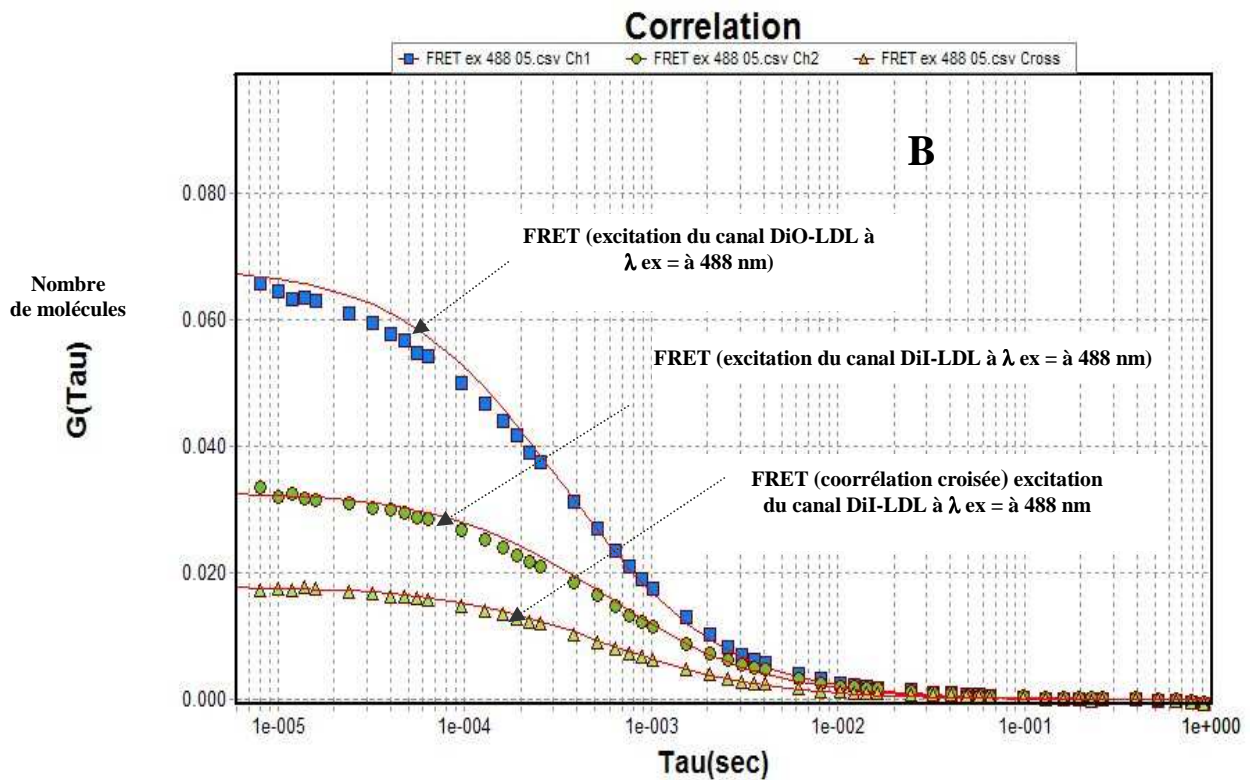 Correlation
FRET ex 488 05.csv Ch1 FRET ex 488 05.csv Ch2 FRET ex 488 05.csv Cross
B
0.080
FRET (excitation du canal DiO-LDL à
λ ex = à 488 nm)
Nombre
de molécules
0.060
FRET (excitation du canal DiI-LDL à λ ex = à 488 nm)
G(Tau)
0.040
FRET (coorrélation croisée) excitation
du canal DiI-LDL à λ ex = à 488 nm
0.020
0.000
1e-005 1e-004 1e-003 1e-002 1e-001 1e+000
Tau(sec)